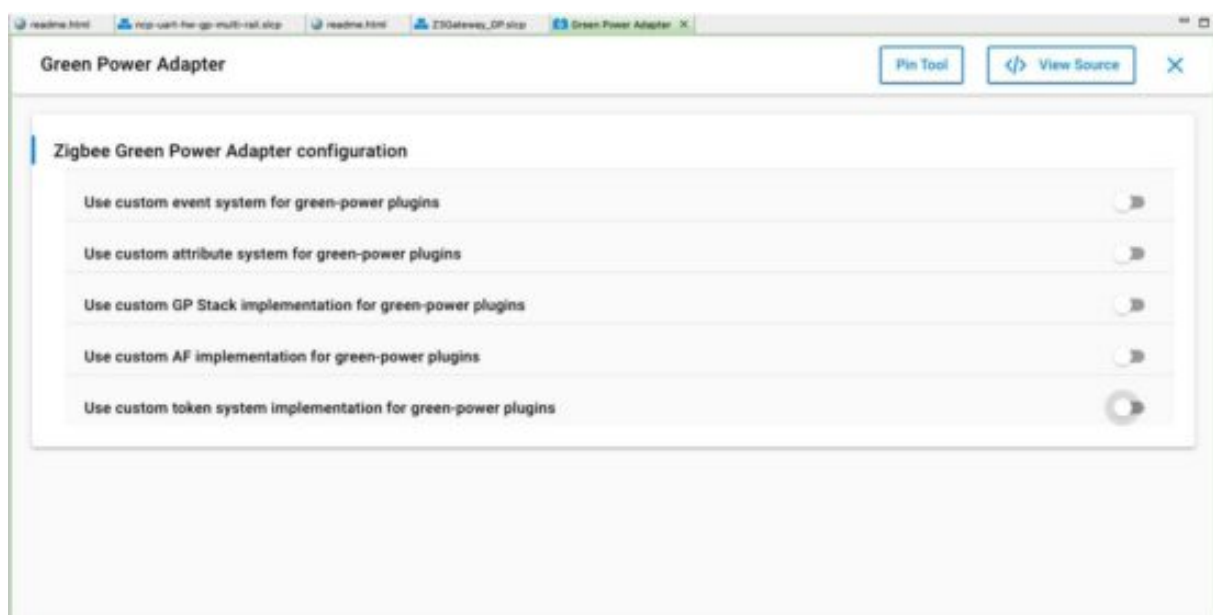 readme.html ncp-uart-hw-gp-multi-rail.slcp readme.html Z3Gateway_GP.slcp Green Power Adapter
Green Power Adapter Pin Tool </> View Source
Zigbee Green Power Adapter configuration
Use custom event system for green-power plugins
Use custom attribute system for green-power plugins
Use custom GP Stack implementation for green-power plugins
Use custom AF implementation for green-power plugins
Use custom token system implementation for green-power plugins